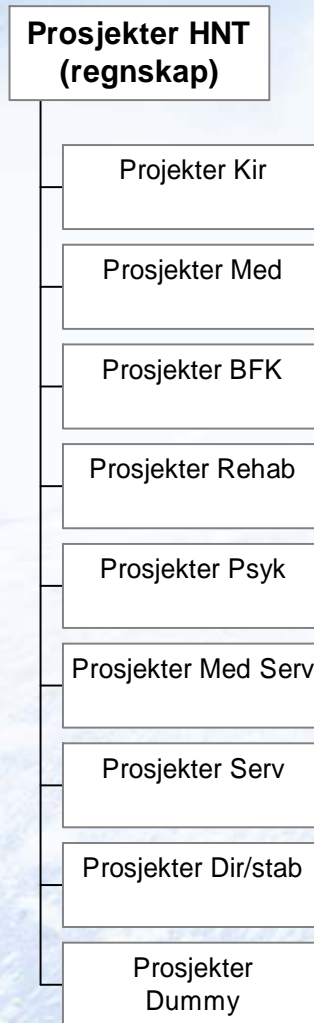 Prosjekter HNT
(regnskap)
Projekter Kir
Prosjekter Med
Prosjekter BFK
Prosjekter Rehab
Prosjekter Psyk
Prosjekter Med Serv
Prosjekter Serv
Prosjekter Dir/stab
Prosjekter
Dummy